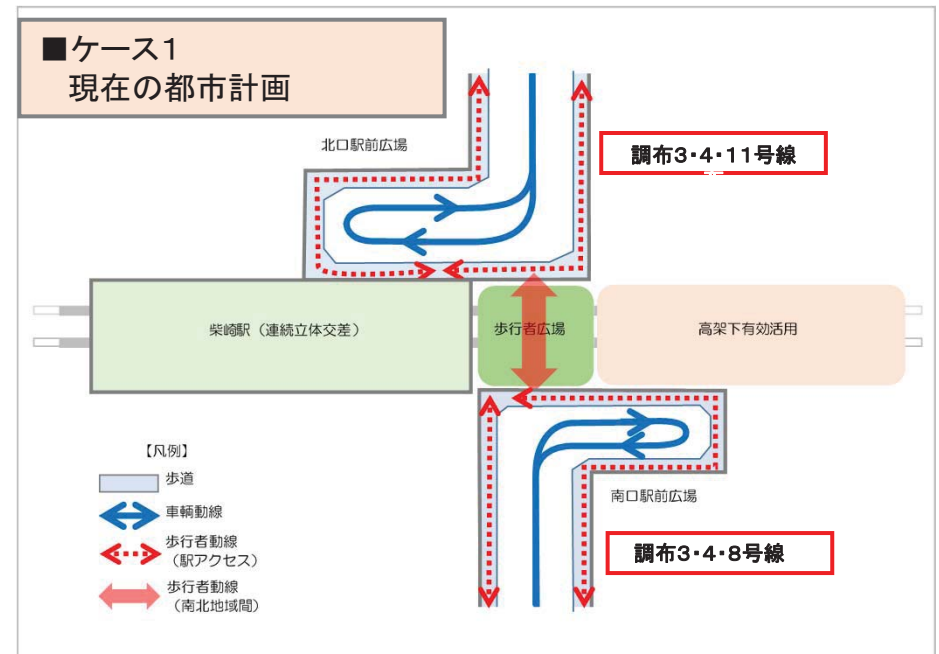 ■ケース1
現在の都市計画
北口駅前広場
調布3・4・11号線
柴崎駅（連続立体交差）
歩行者広場
高架下有効活用
【凡例】
歩道
車輌動線
歩行者動線
（駅アクセス）
歩行者動線
（南北地域間）
南口駅前広場
調布3・4・8号線